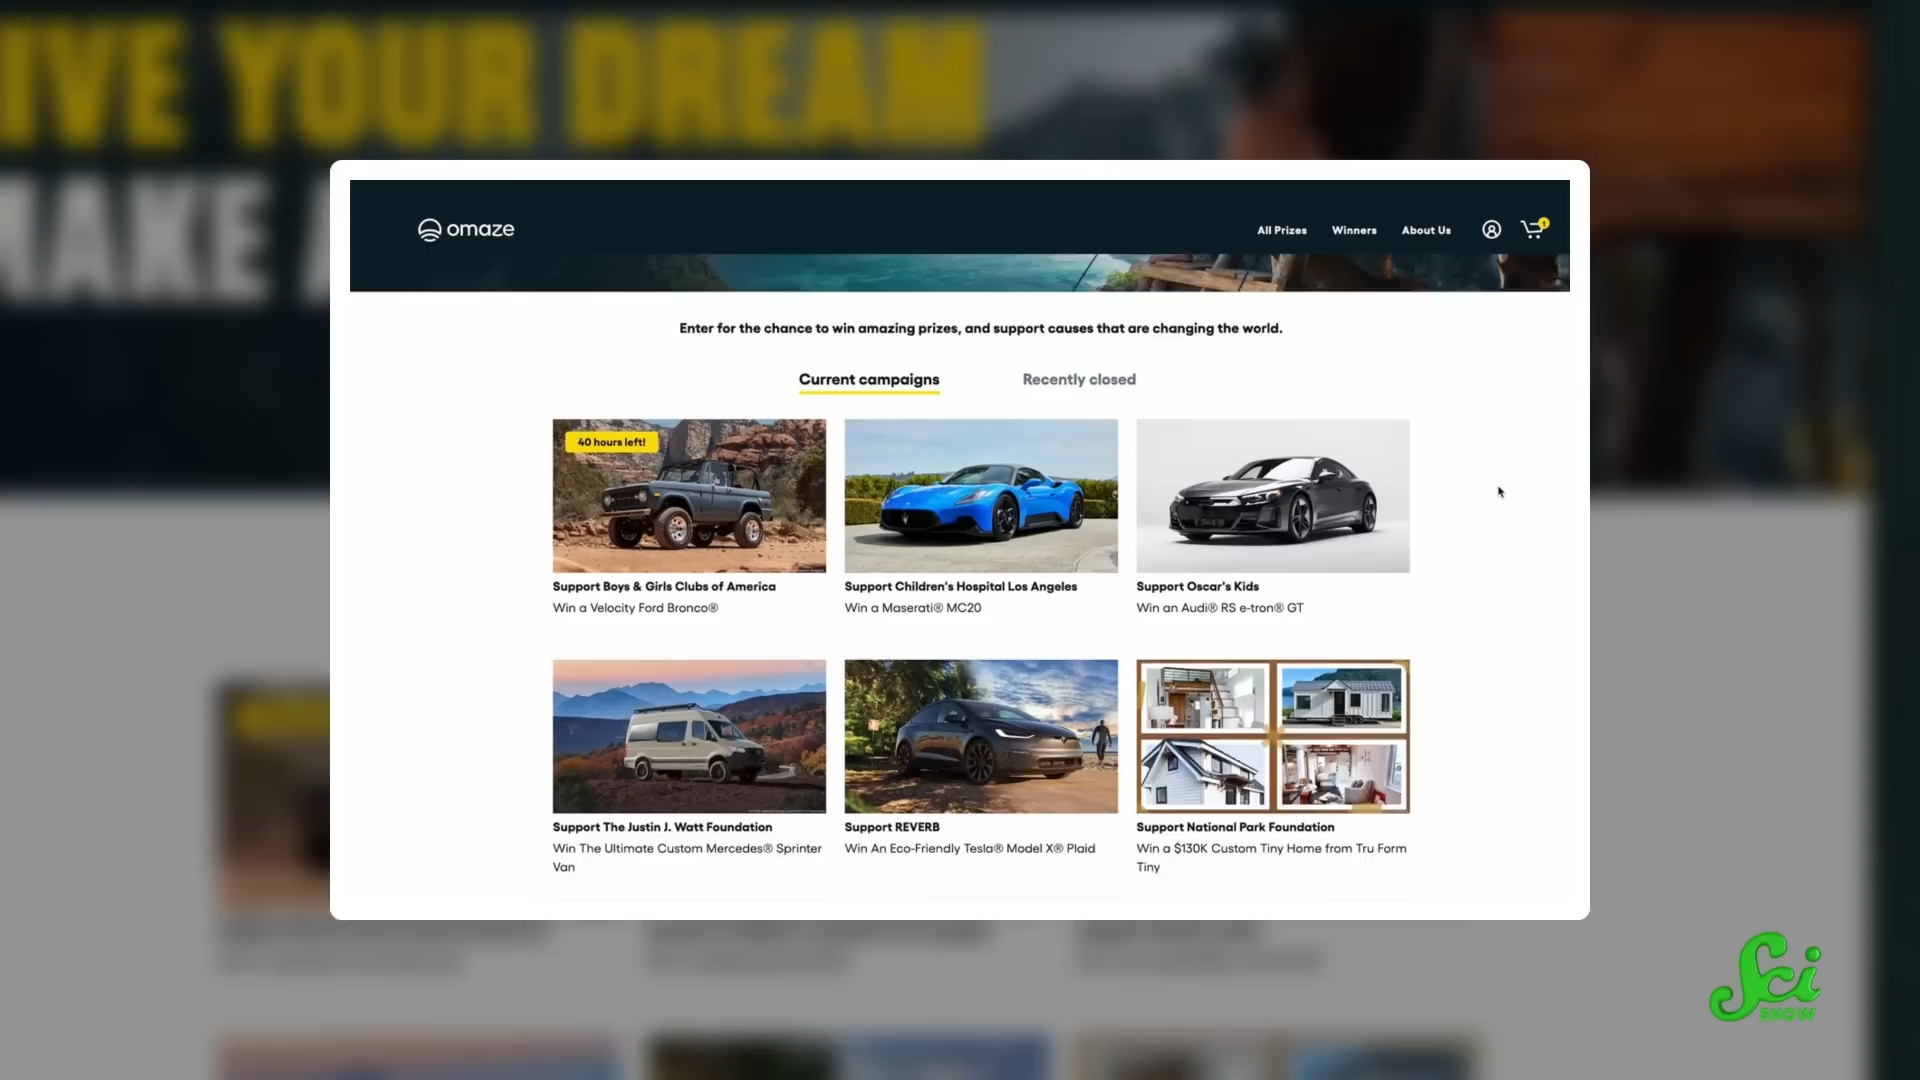 IVE YOUR DREAM
MAKE A
omaze
All Prizes
Winners
About Us
1
Enter for the chance to win amazing prizes, and support causes that are changing the world.
Current campaigns
Recently closed
40 hours left!
Support Boys & Girls Clubs of America
Win a Velocity Ford Bronco®
Support Children's Hospital Los Angeles
Win a Maserati® MC20
Support Oscar's Kids
Win an Audi® RS e-tron® GT
Support The Justin J. Watt Foundation
Win The Ultimate Custom Mercedes® Sprinter
Van
Support REVERB
Win An Eco-Friendly Tesla® Model X® Plaid
Support National Park Foundation
Win a $130K Custom Tiny Home from Tru Form
Tiny
Sci
SHOW